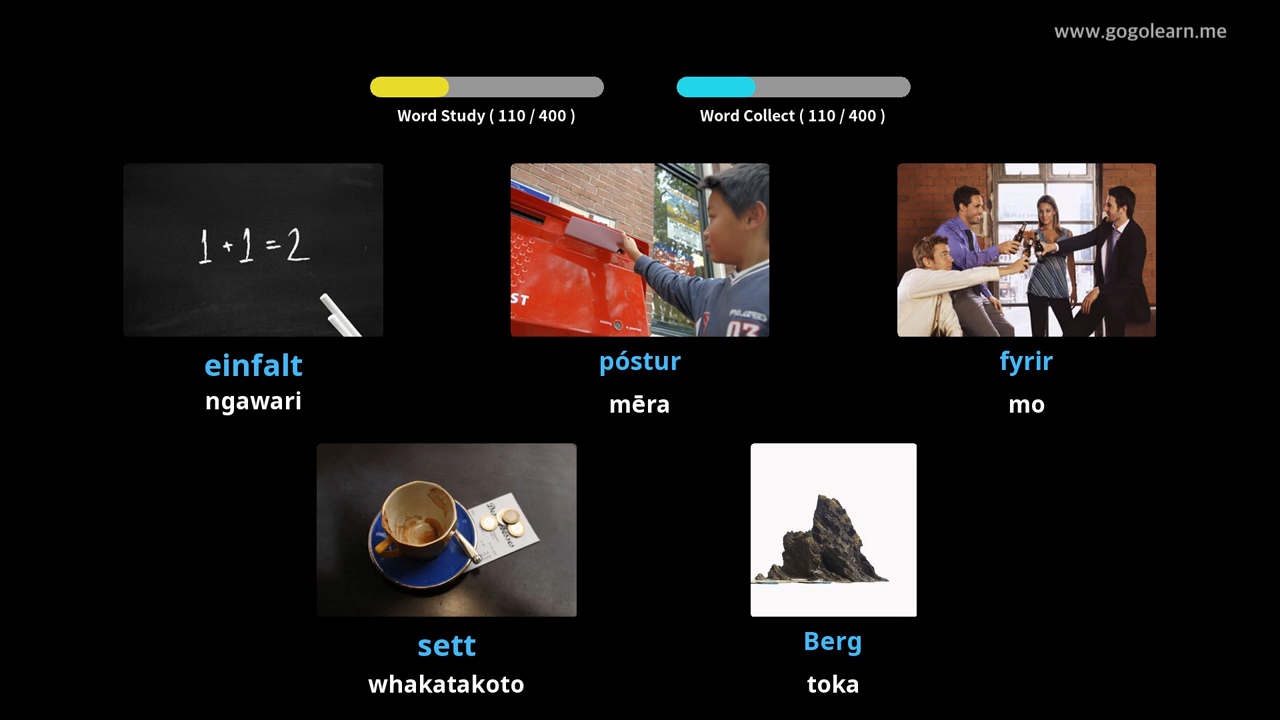 www.gogolearn.me
Word Study ( 110 / 400 )
Word Collect ( 110 / 400 )
1 + 1 = 2
ST
einfalt
ngawari
póstur
mēra
fyrir
mo
sett
whakatakoto
Berg
toka